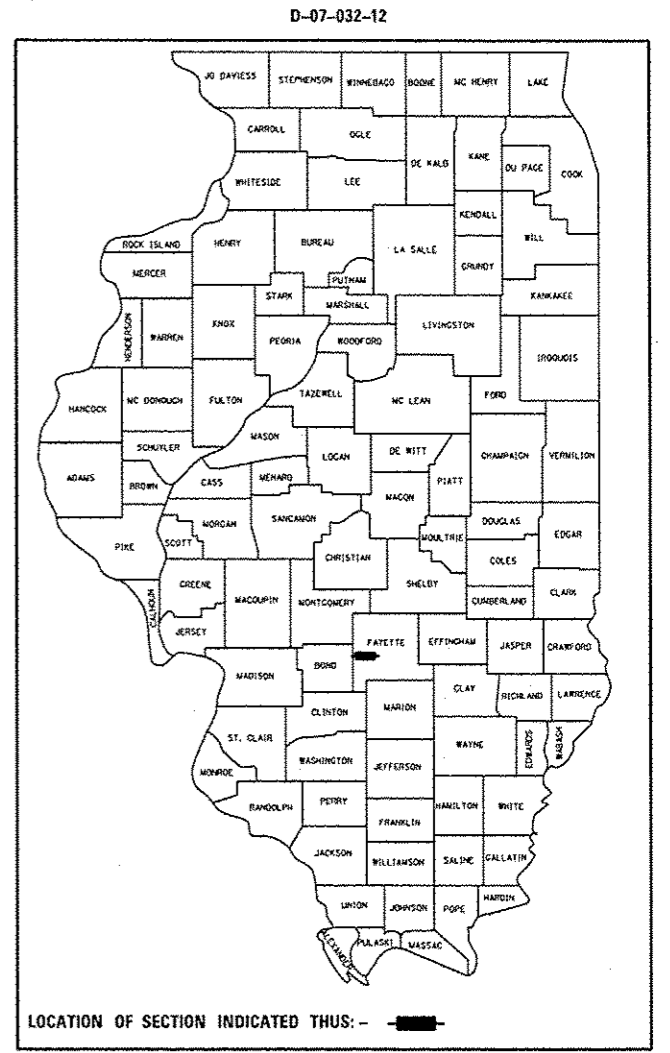 D-07-032-12
JO DAVIESS STEPHENSON WINNEBAGO BOONE MC HENRY LAKE
CARROLL OGLE
DE KALB KANE DU PAGE COOK
WHITESIDE LEE
KENDALL
ROCK ISLAND HENRY BUREAU LA SALLE WILL
GRUNDY
MERCER PUTNAM
STARK MARSHALL KANKAKEE
HENDERSON WARREN KNOX PEORIA WOODFORD LIVINGSTON
IROQUOIS
HANCOCK MC DONOUGH FULTON TAZEWELL MC LEAN FORD
MASON
SCHUYLER LOGAN DE WITT CHAMPAIGN VERMILION
ADAMS BROWN CASS MENARD PIATT
MACON
MORGAN SANGAMON DOUGLAS
PIKE SCOTT CHRISTIAN MOULTRIE EDGAR
COLES
GREENE MACOUPIN MONTGOMERY SHELBY
CALHOUN CUMBERLAND CLARK
JERSEY FAYETTE EFFINGHAM JASPER CRAWFORD
MADISON BOND
CLAY RICHLAND LAWRENCE
CLINTON MARION
ST. CLAIR WAYNE EDWARDS WABASH
WASHINGTON JEFFERSON
MONROE
RANDOLPH PERRY HAMILTON WHITE
FRANKLIN
JACKSON WILLIAMSON SALINE GALLATIN
UNION JOHNSON POPE HARDIN
ALEXANDER PULASKI MASSAC
LOCATION OF SECTION INDICATED THUS: -